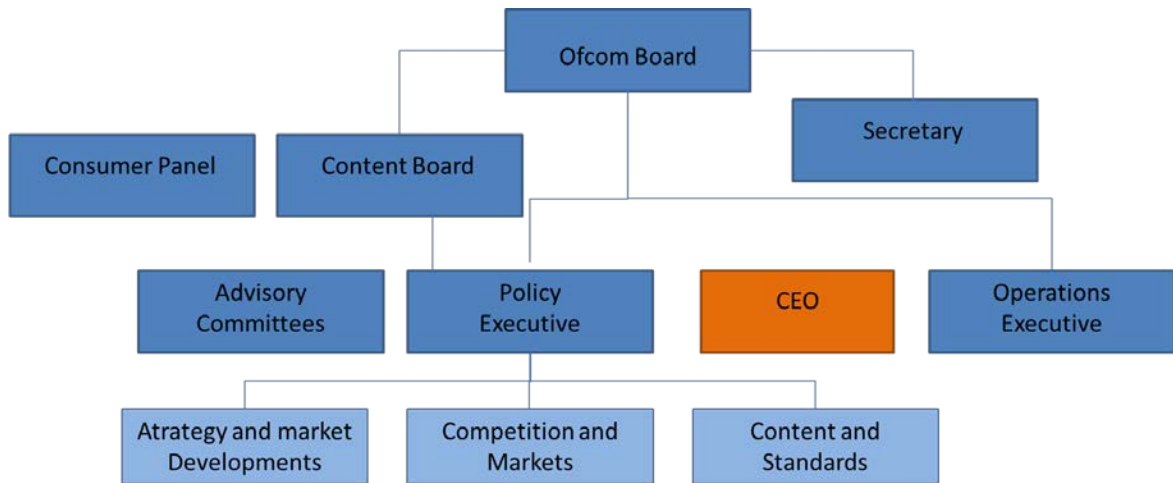 Ofcom Board
Secretary
Consumer Panel
Content Board
Advisory
Committees
Policy
Executive
CEO
Operations
Executive
Atrategy and market
Developments
Competition and
Markets
Content and
Standards